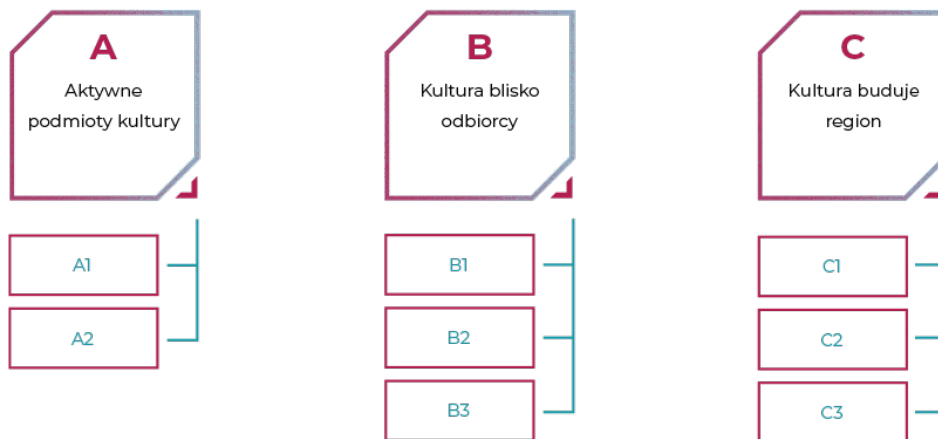 A
Aktywne
podmioty kultury
A1
A2
B
Kultura blisko
odbiorcy
B1
B2
B3
C
Kultura buduje
region
C1
C2
C3